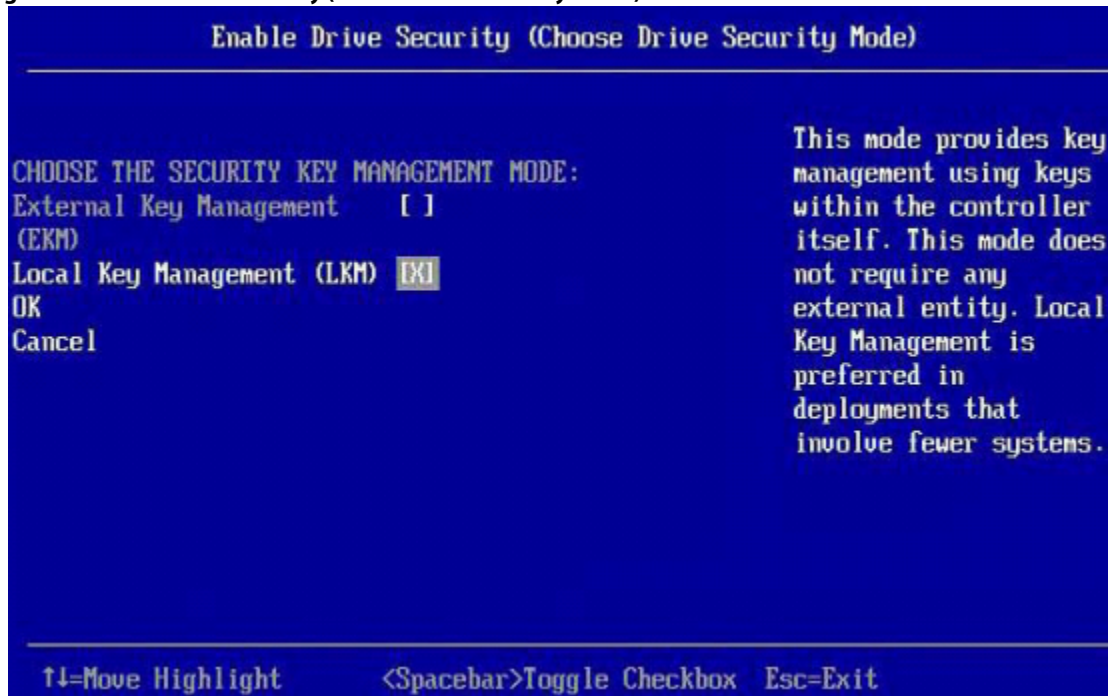 Enable Drive Security (Choose Drive Security Mode)
CHOOSE THE SECURITY KEY MANAGEMENT MODE:
External Key Management [ ]
(EKM)
Local Key Management (LKM) [X]
OK
Cancel
This mode provides key
management using keys
within the controller
itself. This mode does
not require any
external entity. Local
Key Management is
preferred in
deployments that
involve fewer systems.
↑↓=Move Highlight <Spacebar>Toggle Checkbox Esc=Exit